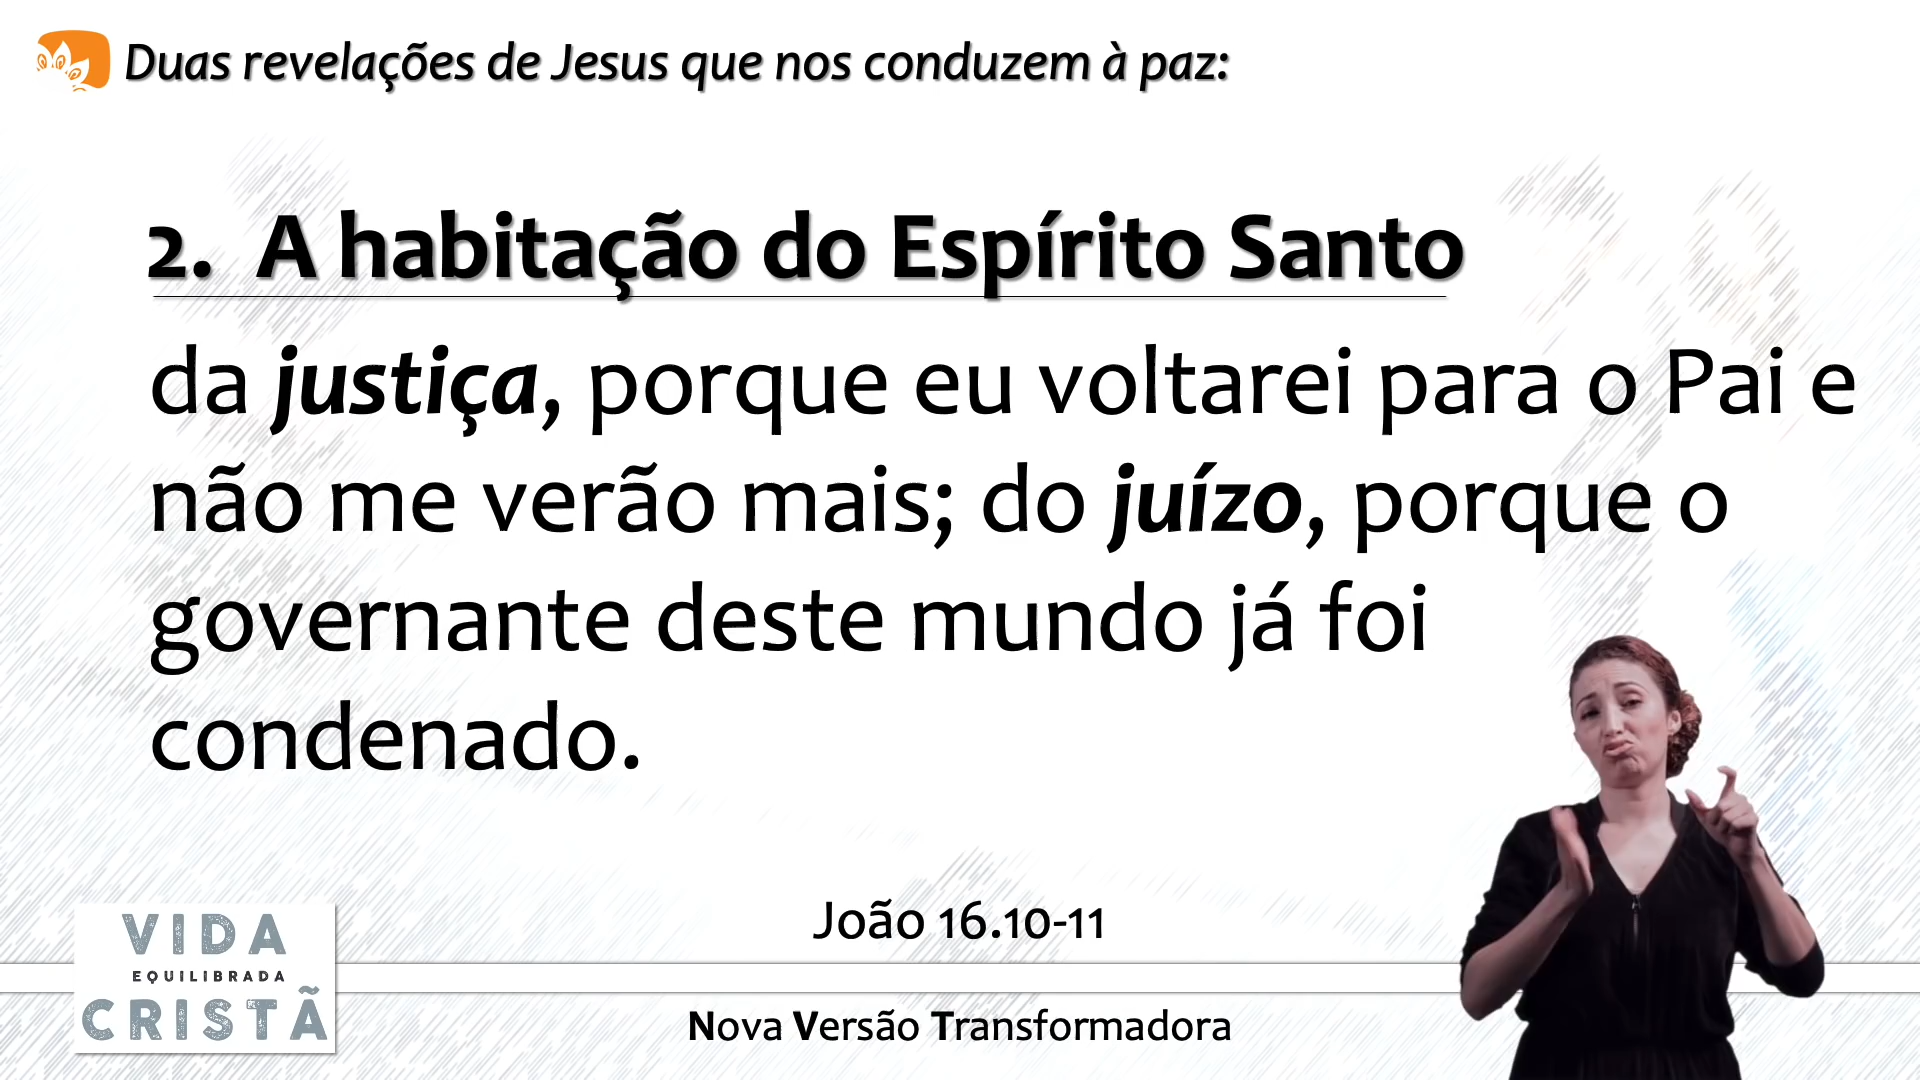 Duas revelações de Jesus que nos conduzem à paz:
2. A habitação do Espírito Santo
da justiça, porque eu voltarei para o Pai e
não me verão mais; do juízo, porque o
governante deste mundo já foi
condenado.
João 16.10-11
VIDA
EQUILIBRADA
CRISTÃ
Nova Versão Transformadora